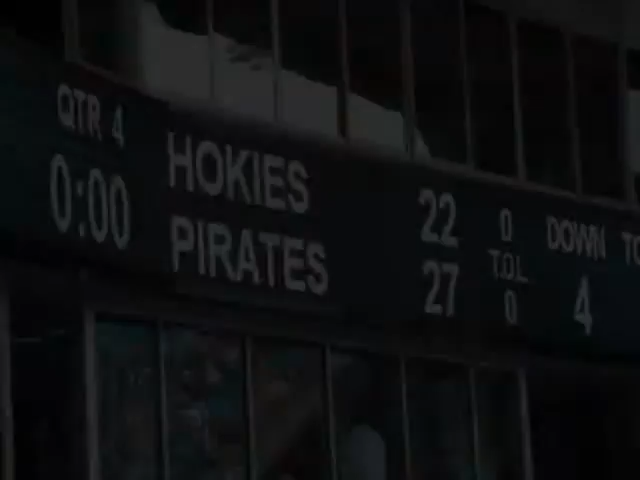 QTR 4
0:00
HOKIES 22 0
PIRATES 27 0
T.O.L.
DOWN
4